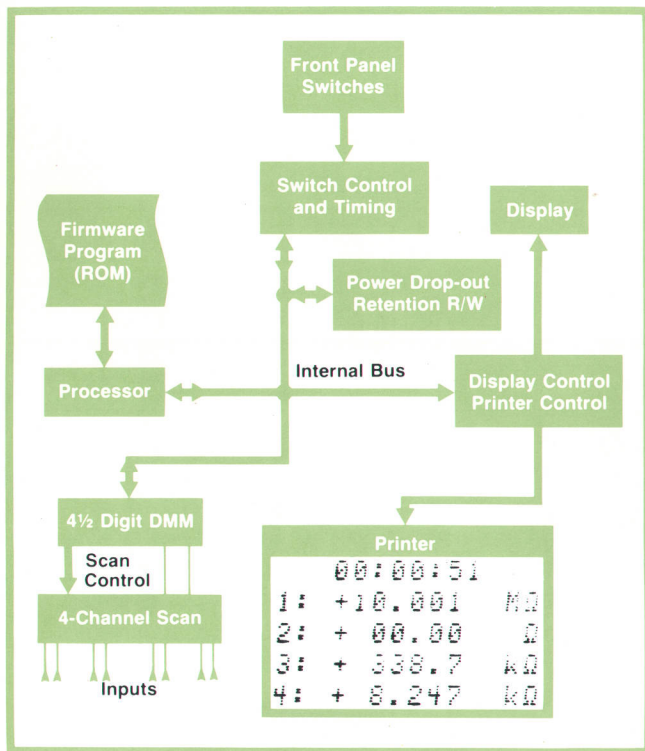 Front Panel
Switches
Switch Control
and Timing
Display
Firmware
Program
(ROM)
Power Drop-out
Retention R/W
Internal Bus
Processor
Display Control
Printer Control
4½ Digit DMM
Scan
Control
4-Channel Scan
Inputs
Printer
00:00:51
1: +10.001 MΩ
2: + 00.00 Ω
3: + 338.7 kΩ
4: + 8.247 kΩ